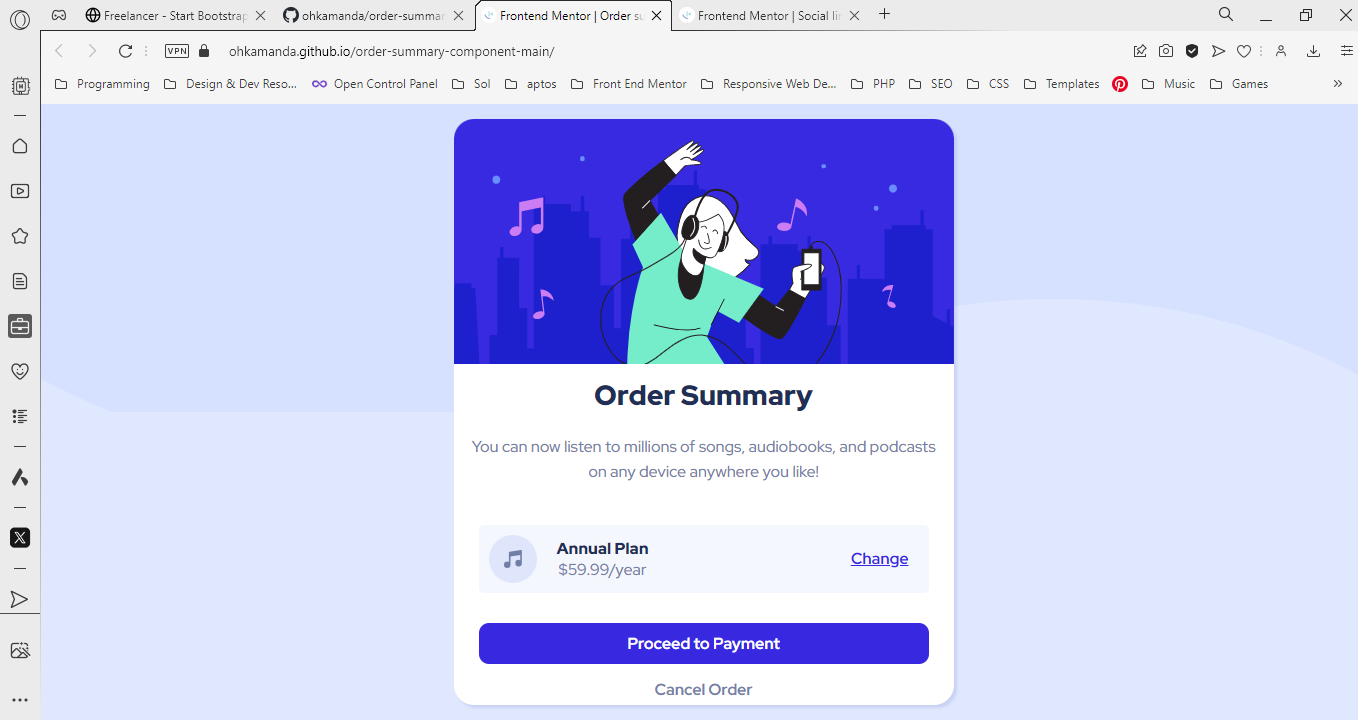 Freelancer - Start Bootstrap
ohkamanda/order-summar
Frontend Mentor | Order su
Frontend Mentor | Social lin
VPN
ohkamanda.github.io/order-summary-component-main/
Programming
Design & Dev Reso...
Open Control Panel
Sol
aptos
Front End Mentor
Responsive Web De...
PHP
SEO
CSS
Templates
Music
Games
Order Summary
You can now listen to millions of songs, audiobooks, and podcasts
on any device anywhere you like!
Annual Plan
$59.99/year
Change
Proceed to Payment
Cancel Order